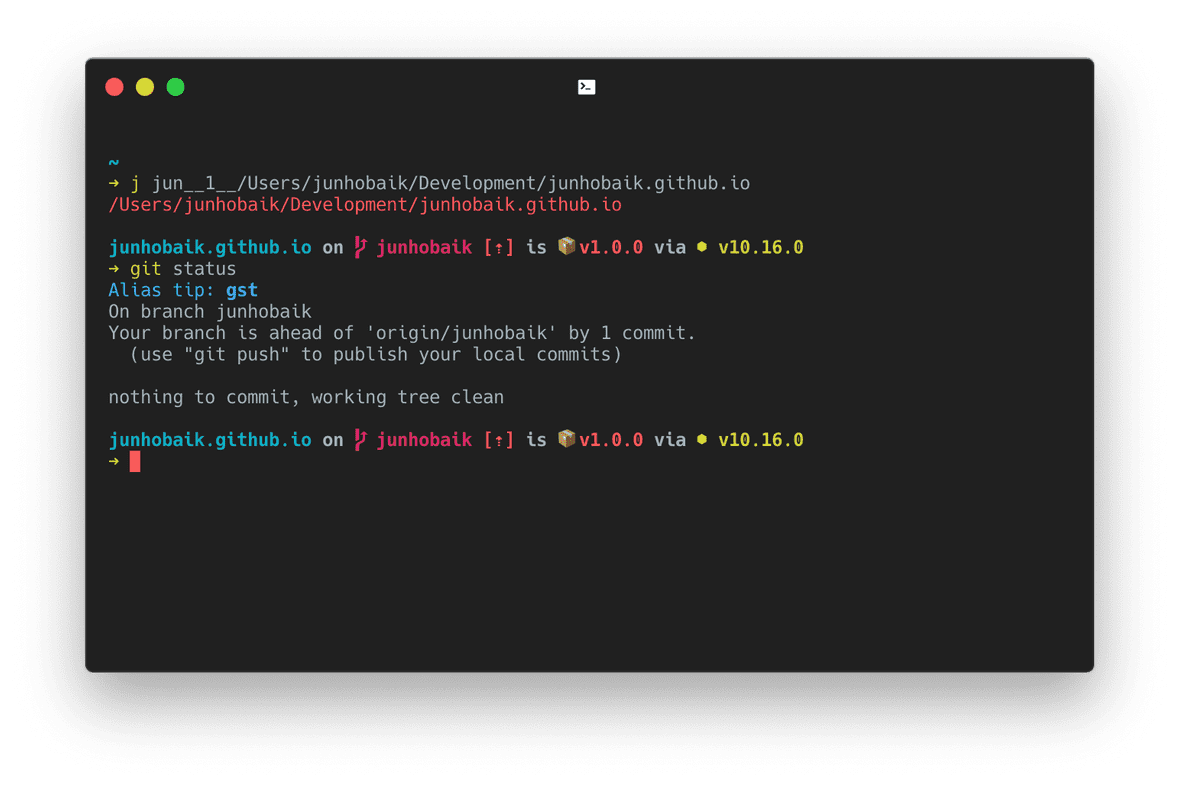 ~
➜ j jun__1__/Users/junhobaik/Development/junhobaik.github.io
/Users/junhobaik/Development/junhobaik.github.io
junhobaik.github.io on junhobaik [⇡] is 📦v1.0.0 via ⬢ v10.16.0
➜ git status
Alias tip: gst
On branch junhobaik
Your branch is ahead of 'origin/junhobaik' by 1 commit.
(use "git push" to publish your local commits)
nothing to commit, working tree clean
junhobaik.github.io on junhobaik [⇡] is 📦v1.0.0 via ⬢ v10.16.0
➜